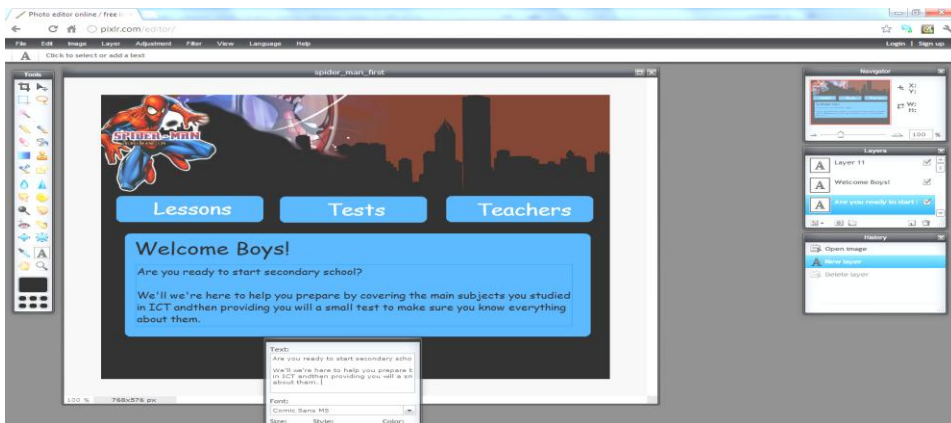 Photo editor online / free i
pixlr.com/editor/
File Edit Image Layer Adjustment Filter View Language Help
Login | Sign up
A Click to select or add a text
Tools
spider_man_first
Navigator
X:
Y:
W:
H:
100 %
SPIDER-MAN
Lessons Tests Teachers
Layers
A Layer 11
A Welcome Boys!
A Are you ready to start
Welcome Boys!
Are you ready to start secondary school?
We'll we're here to help you prepare by covering the main subjects you studied
in ICT andthen providing you will a small test to make sure you know everything
about them.
History
Open image
A New layer
Delete layer
Text:
Are you ready to start secondary scho
We'll we're here to help you prepare b
in ICT andthen providing you will a sm
about them.
Font:
Comic Sans MS
Size: Style: Color:
100 % 768x576 px